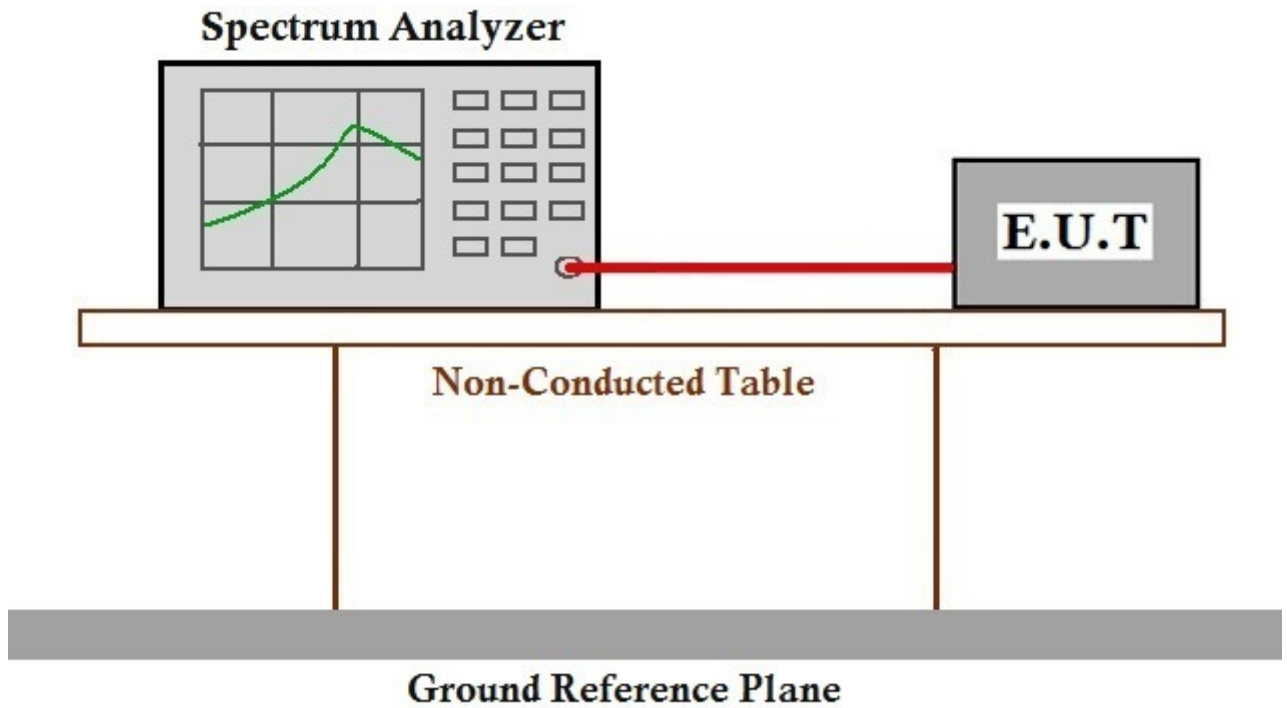 Spectrum Analyzer
E.U.T
Non-Conducted Table
Ground Reference Plane